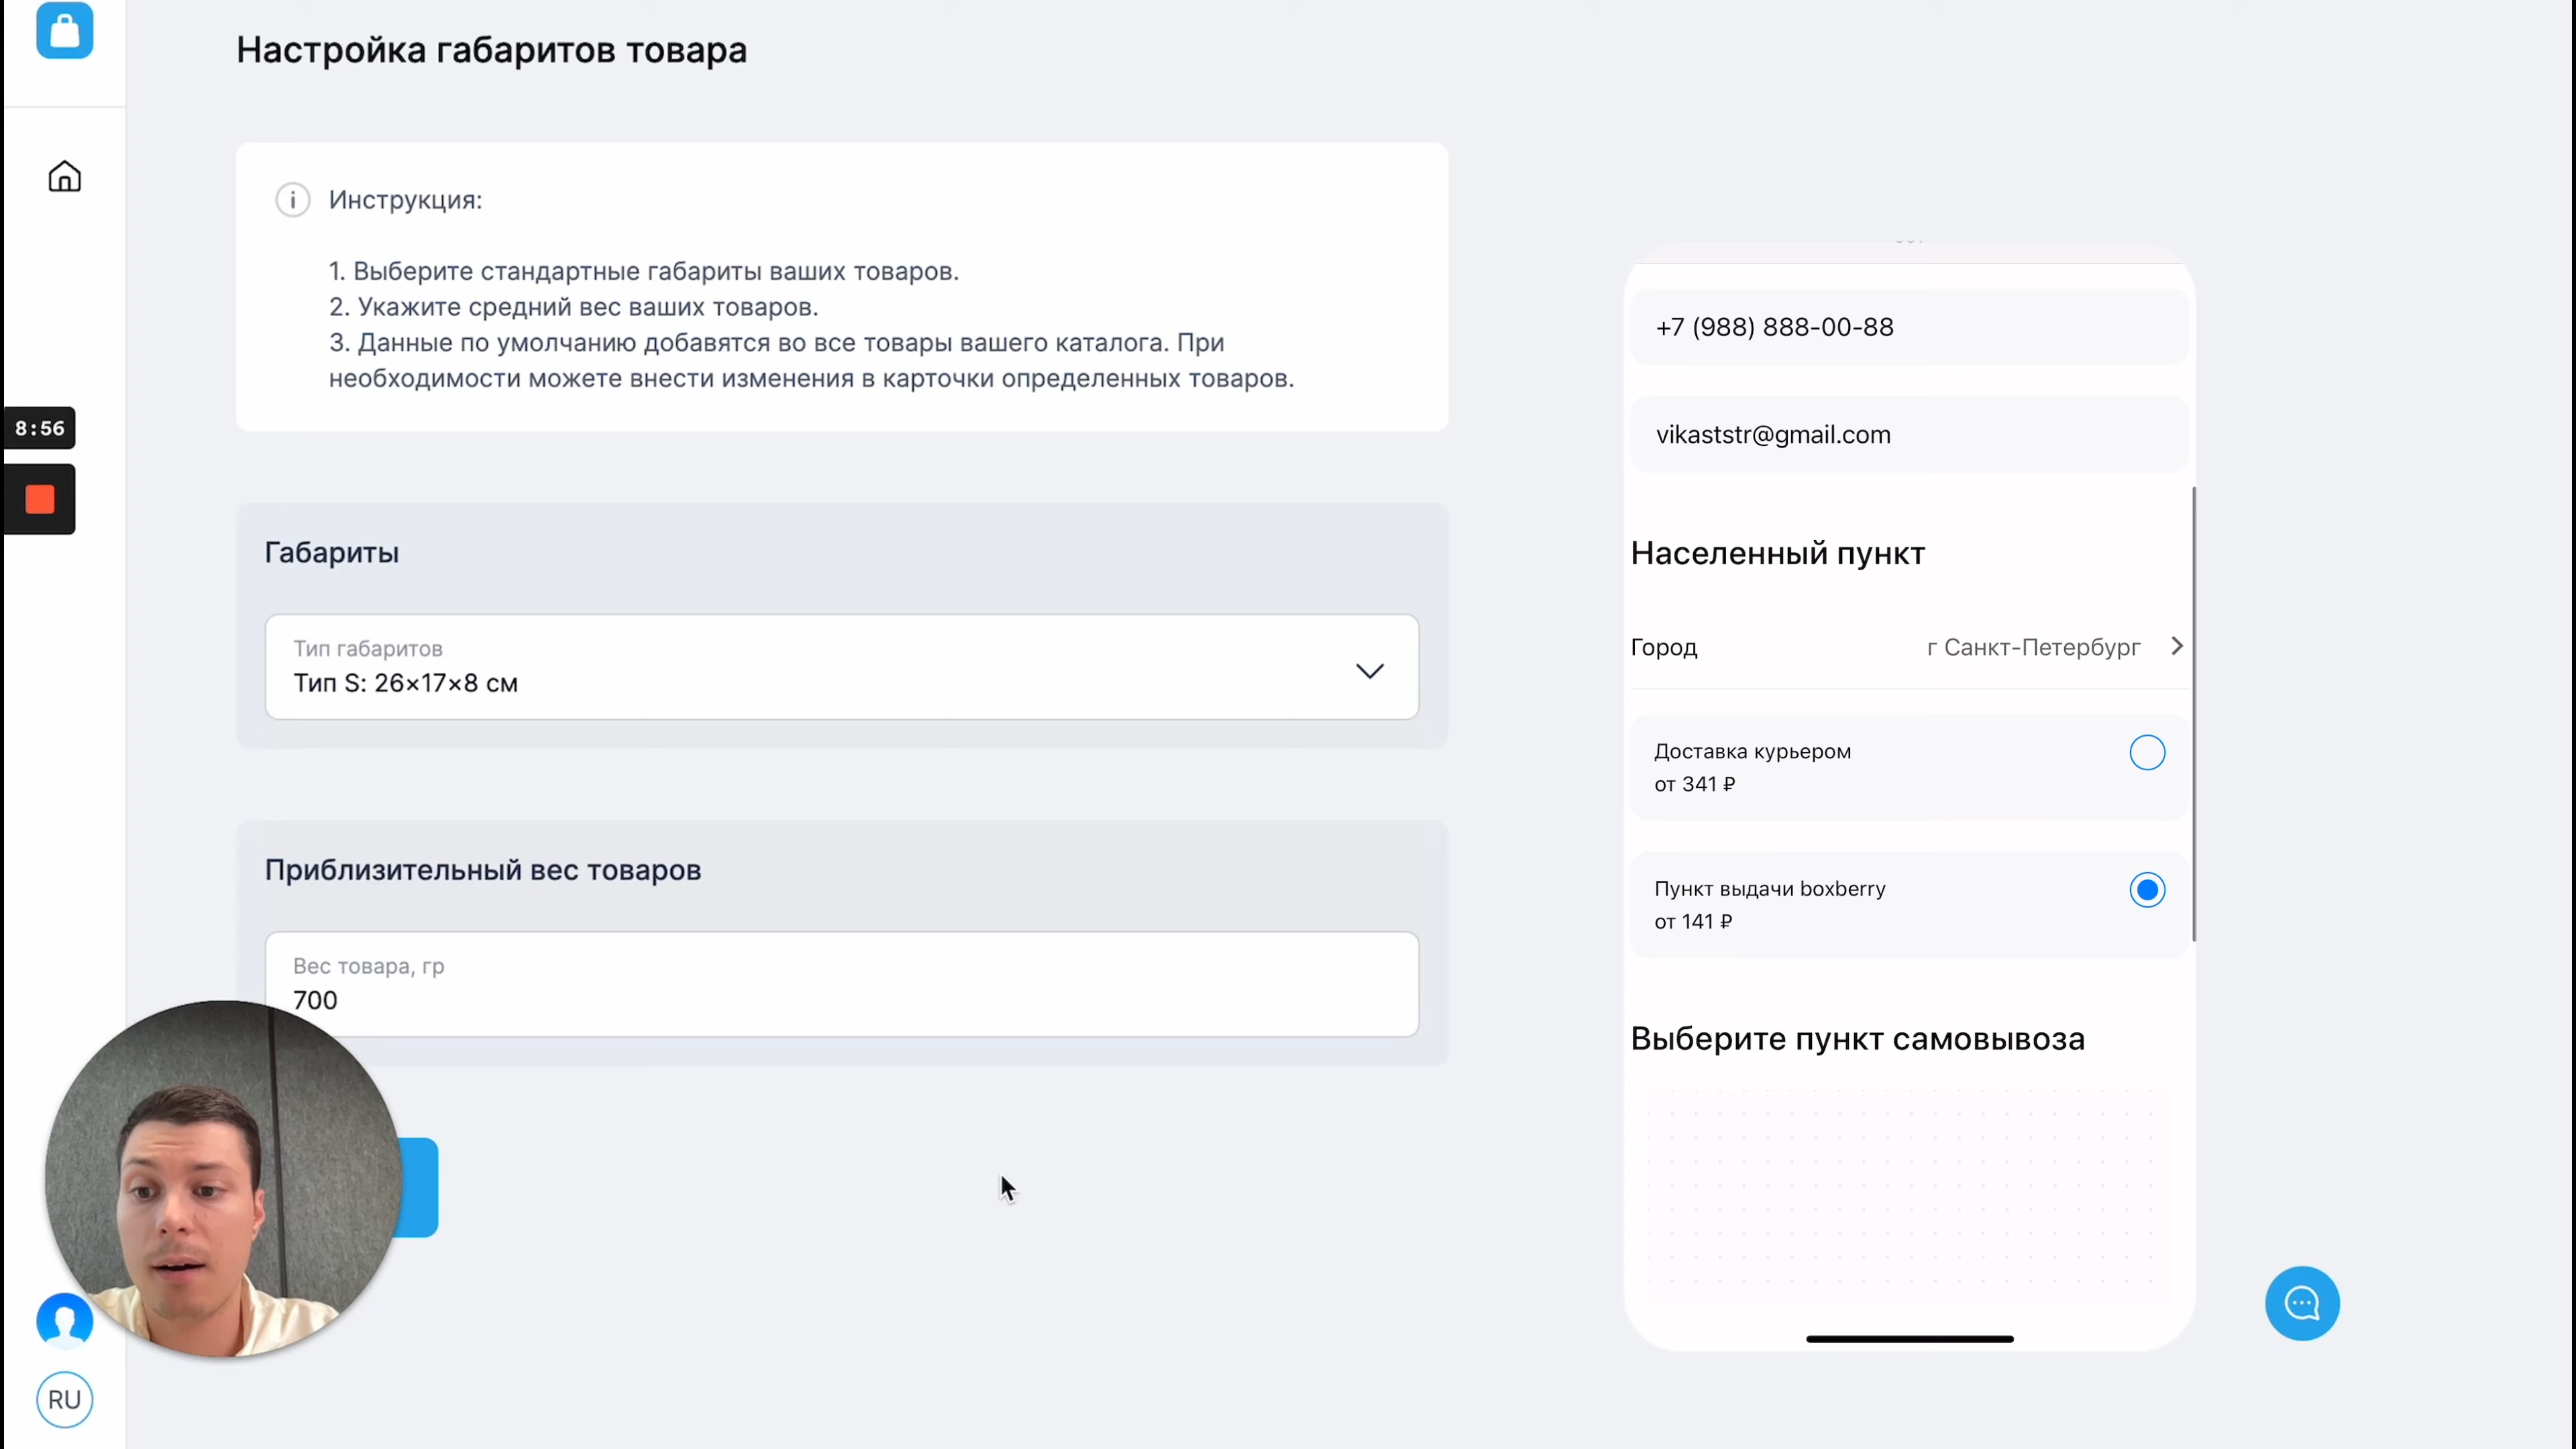 Настройка габаритов товара
Инструкция:
1. Выберите стандартные габариты ваших товаров.
2. Укажите средний вес ваших товаров.
3. Данные по умолчанию добавятся во все товары вашего каталога. При
необходимости можете внести изменения в карточки определенных товаров.
8:56
Габариты
Тип габаритов
Тип S: 26×17×8 см
Приблизительный вес товаров
Вес товара, гр
700
RU
+7 (988) 888-00-88
vikaststr@gmail.com
Населенный пункт
Город
г Санкт-Петербург
Доставка курьером
от 341 ₽
Пункт выдачи boxberry
от 141 ₽
Выберите пункт самовывоза